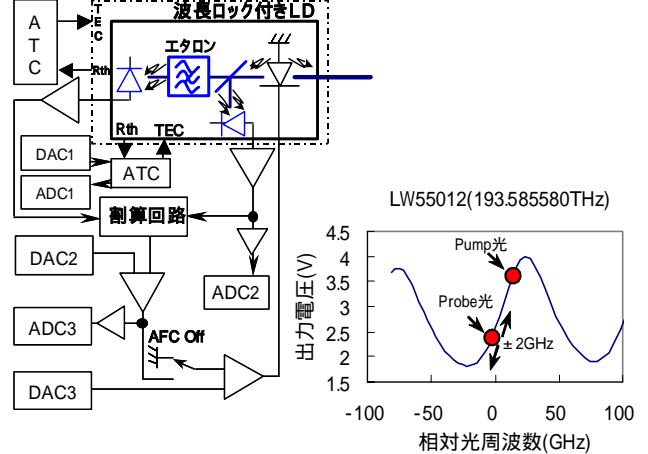 波長ロック付きLD
ATC
TEC
Rth
エタロン
Rth
TEC
DAC1
ADC1
ATC
割算回路
DAC2
ADC2
ADC3
AFC Off
DAC3
LW55012(193.585580THz)
出力電圧(V)
4.5
4
3.5
3
2.5
2
1.5
Pump光
Probe光
±2GHz
-100
-50
0
50
100
相対光周波数(GHz)